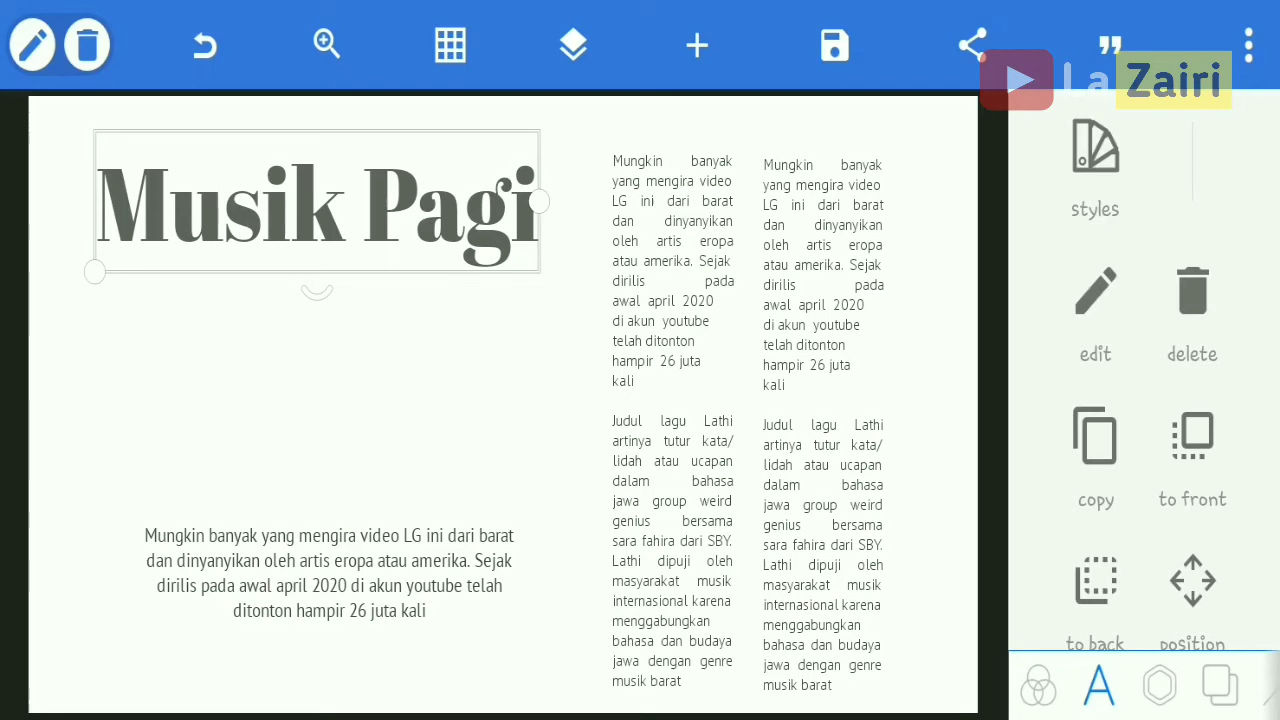 La Zairi
Musik Pagi
Mungkin banyak yang mengira video LG ini dari barat
dan dinyanyikan oleh artis eropa atau amerika. Sejak
dirilis pada awal april 2020 di akun youtube telah
ditonton hampir 26 juta kali
Mungkin banyak
yang mengira video
LG ini dari barat
dan dinyanyikan
oleh artis eropa
atau amerika. Sejak
dirilis pada
awal april 2020
di akun youtube
telah ditonton
hampir 26 juta
kali
Judul lagu Lathi
artinya tutur kata/
lidah atau ucapan
dalam bahasa
jawa group weird
genius bersama
sara fahira dari SBY.
Lathi dipuji oleh
masyarakat musik
internasional karena
menggabungkan
bahasa dan budaya
jawa dengan genre
musik barat
Mungkin banyak
yang mengira video
LG ini dari barat
dan dinyanyikan
oleh artis eropa
atau amerika. Sejak
dirilis pada
awal april 2020
di akun youtube
telah ditonton
hampir 26 juta
kali
Judul lagu Lathi
artinya tutur kata/
lidah atau ucapan
dalam bahasa
jawa group weird
genius bersama
sara fahira dari SBY.
Lathi dipuji oleh
masyarakat musik
internasional karena
menggabungkan
bahasa dan budaya
jawa dengan genre
musik barat
styles
edit delete
copy to front
to back position